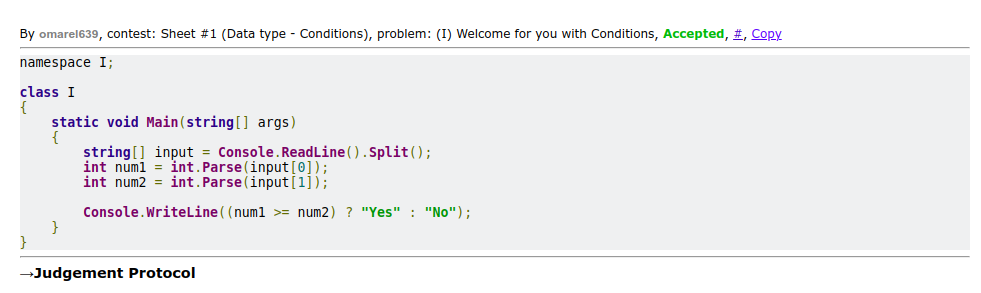 By omarel639, contest: Sheet #1 (Data type - Conditions), problem: (I) Welcome for you with Conditions, Accepted, #, Copy
namespace I;
class I
{
    static void Main(string[] args)
    {
        string[] input = Console.ReadLine().Split();
        int num1 = int.Parse(input[0]);
        int num2 = int.Parse(input[1]);
        Console.WriteLine((num1 >= num2) ? "Yes" : "No");
    }
}
→Judgement Protocol